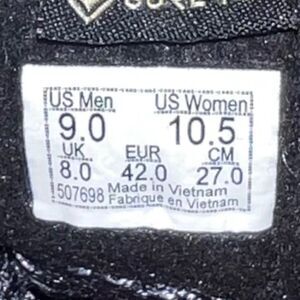 US Men US Women
9.0 10.5
UK EUR CM
8.0 42.0 27.0
507698 Made in Vietnam
Fabrique en Vietnam